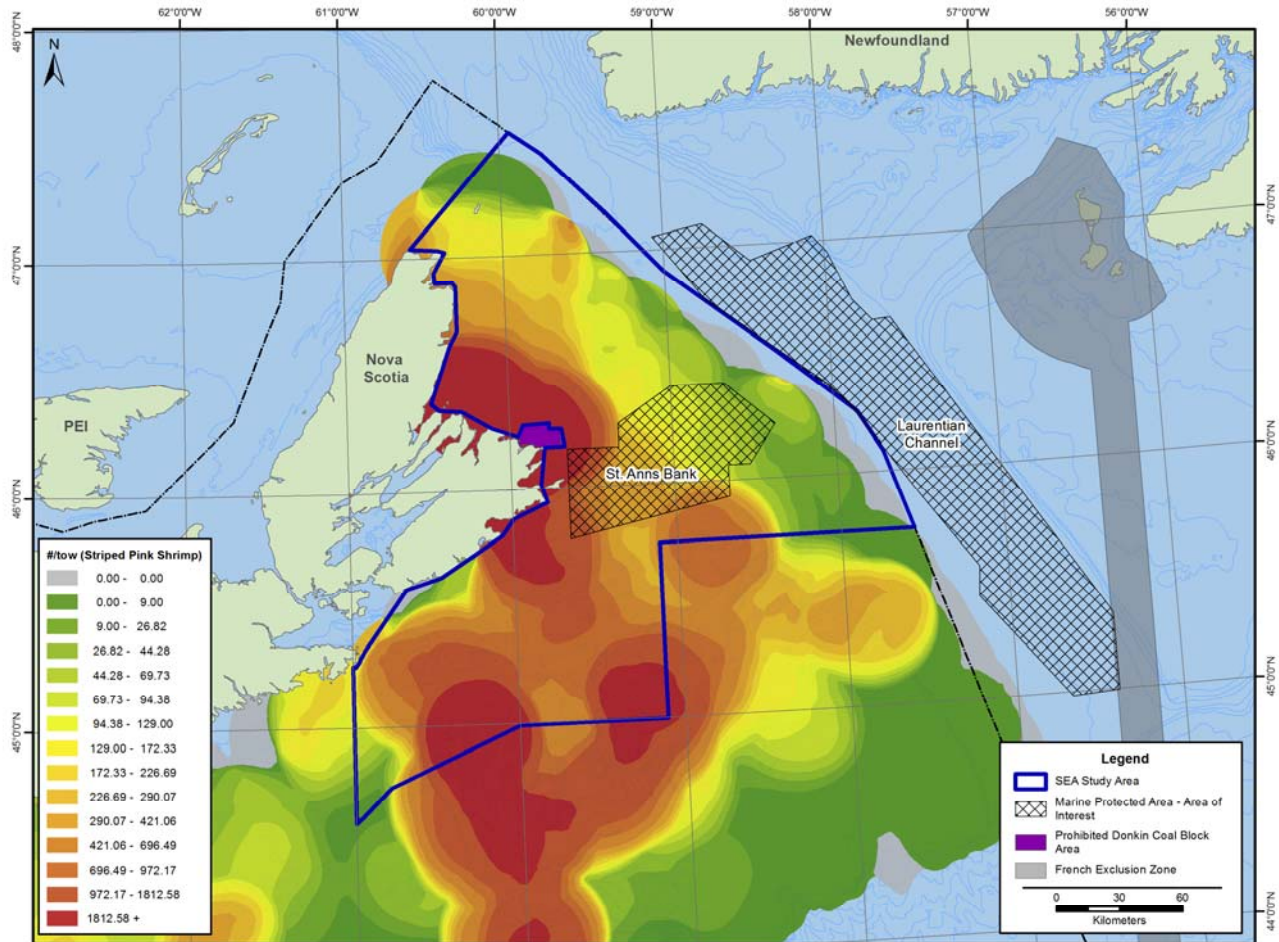 62°0'0"W
61°0'0"W
60°0'0"W
59°0'0"W
58°0'0"W
57°0'0"W
56°0'0"W
48°0'0"N
N
Newfoundland
47°0'0"N
47°0'0"N
Nova
Scotia
PEI
Laurentian
Channel
46°0'0"N
St. Anns Bank
46°0'0"N
#/tow (Striped Pink Shrimp)
0.00 - 0.00
0.00 - 9.00
9.00 - 26.82
26.82 - 44.28
44.28 - 69.73
69.73 - 94.38
94.38 - 129.00
129.00 - 172.33
172.33 - 226.69
226.69 - 290.07
290.07 - 421.06
421.06 - 696.49
696.49 - 972.17
972.17 - 1812.58
1812.58 +
45°0'0"N
45°0'0"N
Legend
SEA Study Area
Marine Protected Area - Area of
Interest
Prohibited Donkin Coal Block
Area
French Exclusion Zone
0 30 60
Kilometers
44°0'0"N